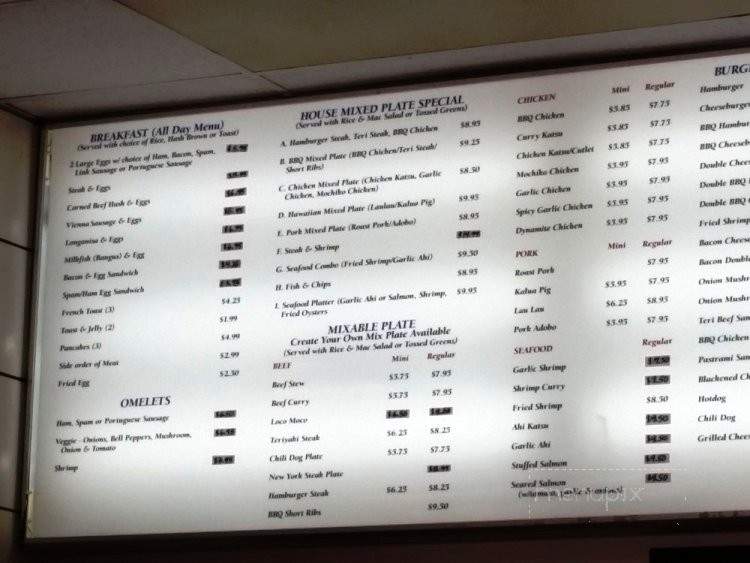 BREAKFAST (All Day Menu)
(Served with choice of Rice, Hash Brown or Toast)
2 Large Eggs w/ choice of Ham, Bacon, Spam,
Link Sausage or Portuguese Sausage
Steak & Eggs
Corned Beef Hash & Eggs
Vienna Sausage & Eggs
Longanisa & Eggs
Milkfish (Bangus) & Egg
Bacon & Egg Sandwich
Spam/Ham Egg Sandwich
French Toast (3) $4.25
Toast & Jelly (2) $1.99
Pancakes (3) $4.99
Side order of Meat $2.99
Fried Egg $2.50
OMELETS
Ham, Spam or Portuguese Sausage
Veggie - Onions, Bell Peppers, Mushroom,
Onion & Tomato
Shrimp
HOUSE MIXED PLATE SPECIAL
(Served with Rice & Mac Salad or Tossed Greens)
A. Hamburger Steak, Teri Steak, BBQ Chicken $8.95
B. BBQ Mixed Plate (BBQ Chicken/Teri Steak/ $9.25
Short Ribs)
C. Chicken Mixed Plate (Chicken Katsu, Garlic $8.50
Chicken, Mochiko Chicken)
D. Hawaiian Mixed Plate (Laulau/Kalua Pig) $9.95
E. Pork Mixed Plate (Roast Pork/Adobo) $8.95
F. Steak & Shrimp
G. Seafood Combo (Fried Shrimp/Garlic Ahi) $9.50
H. Fish & Chips $8.95
I. Seafood Platter (Garlic Ahi or Salmon, Shrimp, $9.95
Fried Oysters
MIXABLE PLATE
Create Your Own Mix Plate Available
(Served with Rice & Mac Salad or Tossed Greens)
BEEF Mini Regular
Beef Stew $5.75 $7.95
Beef Curry $5.75 $7.95
Loco Moco $6.50
Teriyaki Steak $6.25 $8.25
Chili Dog Plate $5.75 $7.75
New York Steak Plate
Hamburger Steak $6.25 $8.25
BBQ Short Ribs $9.50
CHICKEN Mini Regular
BBQ Chicken $5.85 $7.75
Curry Katsu $5.85 $7.75
Chicken Katsu/Cutlet $5.85 $7.75
Mochiko Chicken $5.95 $7.95
Garlic Chicken $5.95 $7.95
Spicy Garlic Chicken $5.95 $7.95
Dynamite Chicken $5.95 $7.95
PORK Mini Regular
Roast Pork $7.95
Kalua Pig $5.95 $7.95
Lau Lau $6.25 $8.95
Pork Adobo $5.95 $7.95
SEAFOOD Regular
Garlic Shrimp
Shrimp Curry
Fried Shrimp $8.50
Ahi Katsu
Garlic Ahi
Stuffed Salmon
Seared Salmon
BURG
Hamburger
Cheeseburger
BBQ Hambur
BBQ Cheeseb
Double Chee
Double BBQ
Double BBQ
Fried Shrimp
Bacon Cheese
Bacon Double
Onion Mush
Onion Mushr
Teri Beef San
BBQ Chicken
Pastrami San
Blackened Ch
Hotdog
Chili Dog
Grilled Chees
menupix